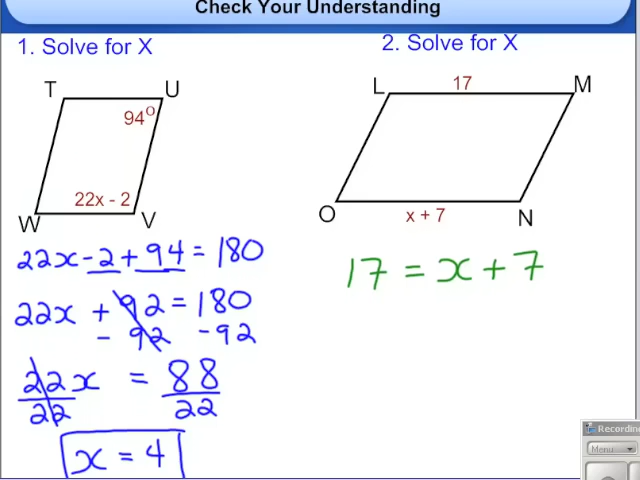 Check Your Understanding
1. Solve for X
2. Solve for X
T U
94°
22x - 2
W V
L 17 M
O x + 7 N
22x - 2 + 94 = 180
22x + 92 = 180
- 92 -92
22x = 88
22 22
x = 4
17 = x + 7
Recording
Menu